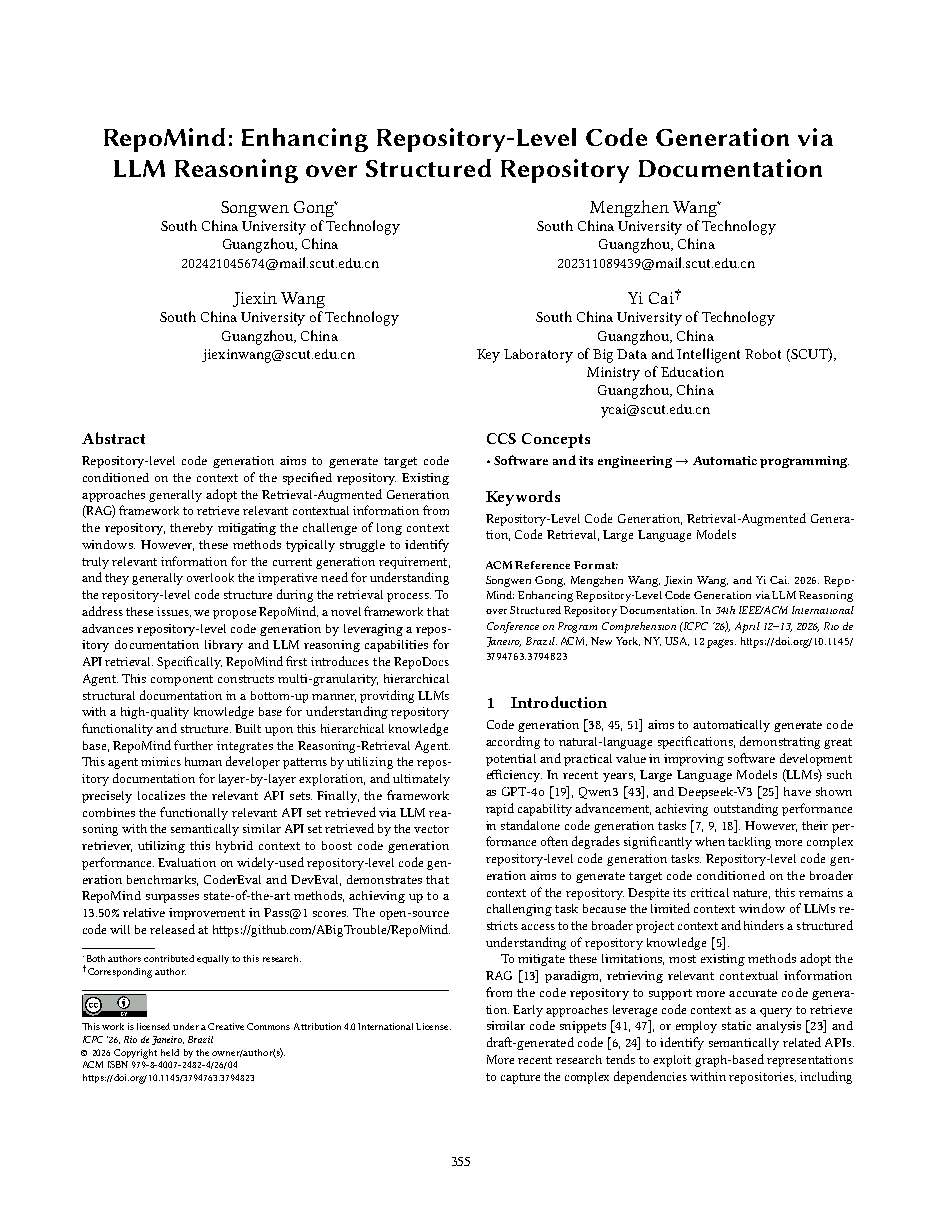 RepoMind: Enhancing Repository-Level Code Generation via
LLM Reasoning over Structured Repository Documentation
Songwen Gong*
South China University of Technology
Guangzhou, China
202421045674@mail.scut.edu.cn
Mengzhen Wang*
South China University of Technology
Guangzhou, China
202311089439@mail.scut.edu.cn
Jiexin Wang
South China University of Technology
Guangzhou, China
jiexinwang@scut.edu.cn
Yi Cai†
South China University of Technology
Guangzhou, China
Key Laboratory of Big Data and Intelligent Robot (SCUT),
Ministry of Education
Guangzhou, China
ycai@scut.edu.cn
Abstract
Repository-level code generation aims to generate target code
conditioned on the context of the specified repository. Existing
approaches generally adopt the Retrieval-Augmented Generation
(RAG) framework to retrieve relevant contextual information from
the repository, thereby mitigating the challenge of long context
windows. However, these methods typically struggle to identify
truly relevant information for the current generation requirement,
and they generally overlook the imperative need for understanding
the repository-level code structure during the retrieval process. To
address these issues, we propose RepoMind, a novel framework that
advances repository-level code generation by leveraging a repos-
itory documentation library and LLM reasoning capabilities for
API retrieval. Specifically, RepoMind first introduces the RepoDocs
Agent. This component constructs multi-granularity, hierarchical
structural documentation in a bottom-up manner, providing LLMs
with a high-quality knowledge base for understanding repository
functionality and structure. Built upon this hierarchical knowledge
base, RepoMind further integrates the Reasoning-Retrieval Agent.
This agent mimics human developer patterns by utilizing the repos-
itory documentation for layer-by-layer exploration, and ultimately
precisely localizes the relevant API sets. Finally, the framework
combines the functionally relevant API set retrieved via LLM rea-
soning with the semantically similar API set retrieved by the vector
retriever, utilizing this hybrid context to boost code generation
performance. Evaluation on widely-used repository-level code gen-
eration benchmarks, CoderEval and DevEval, demonstrates that
RepoMind surpasses state-of-the-art methods, achieving up to a
13.50% relative improvement in Pass@1 scores. The open-source
code will be released at https://github.com/ABigTrouble/RepoMind.
*Both authors contributed equally to this research.
†Corresponding author.
cc BY
This work is licensed under a Creative Commons Attribution 4.0 International License.
ICPC '26, Rio de Janeiro, Brazil
© 2026 Copyright held by the owner/author(s).
ACM ISBN 979-8-4007-2482-4/26/04
https://doi.org/10.1145/3794763.3794823
CCS Concepts
• Software and its engineering → Automatic programming.
Keywords
Repository-Level Code Generation, Retrieval-Augmented Genera-
tion, Code Retrieval, Large Language Models
ACM Reference Format:
Songwen Gong, Mengzhen Wang, Jiexin Wang, and Yi Cai. 2026. Repo-
Mind: Enhancing Repository-Level Code Generation via LLM Reasoning
over Structured Repository Documentation. In 34th IEEE/ACM International
Conference on Program Comprehension (ICPC '26), April 12–13, 2026, Rio de
Janeiro, Brazil. ACM, New York, NY, USA, 12 pages. https://doi.org/10.1145/
3794763.3794823
1 Introduction
Code generation [38, 45, 51] aims to automatically generate code
according to natural-language specifications, demonstrating great
potential and practical value in improving software development
efficiency. In recent years, Large Language Models (LLMs) such
as GPT-4o [19], Qwen3 [43], and Deepseek-V3 [25] have shown
rapid capability advancement, achieving outstanding performance
in standalone code generation tasks [7, 9, 18]. However, their per-
formance often degrades significantly when tackling more complex
repository-level code generation tasks. Repository-level code gen-
eration aims to generate target code conditioned on the broader
context of the repository. Despite its critical nature, this remains a
challenging task because the limited context window of LLMs re-
stricts access to the broader project context and hinders a structured
understanding of repository knowledge [5].
To mitigate these limitations, most existing methods adopt the
RAG [13] paradigm, retrieving relevant contextual information
from the code repository to support more accurate code genera-
tion. Early approaches leverage code context as a query to retrieve
similar code snippets [41, 47], or employ static analysis [23] and
draft-generated code [6, 24] to identify semantically related APIs.
More recent research tends to exploit graph-based representations
to capture the complex dependencies within repositories, including
355